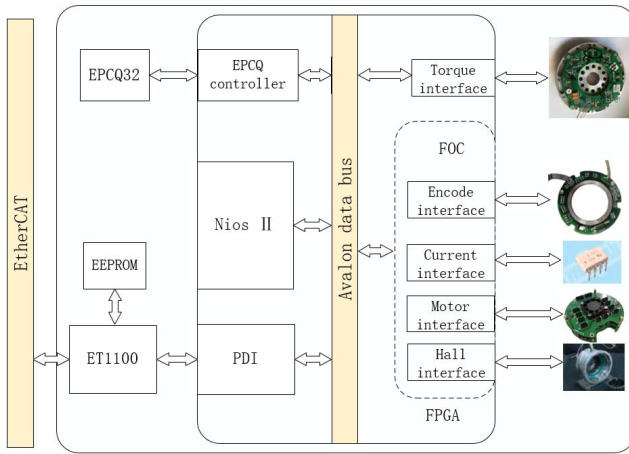 EtherCAT
EPCQ32
EEPROM
ET1100
EPCQ
controller
Nios Ⅱ
PDI
Avalon data bus
Torque
interface
FOC
Encode
interface
Current
interface
Motor
interface
Hall
interface
FPGA